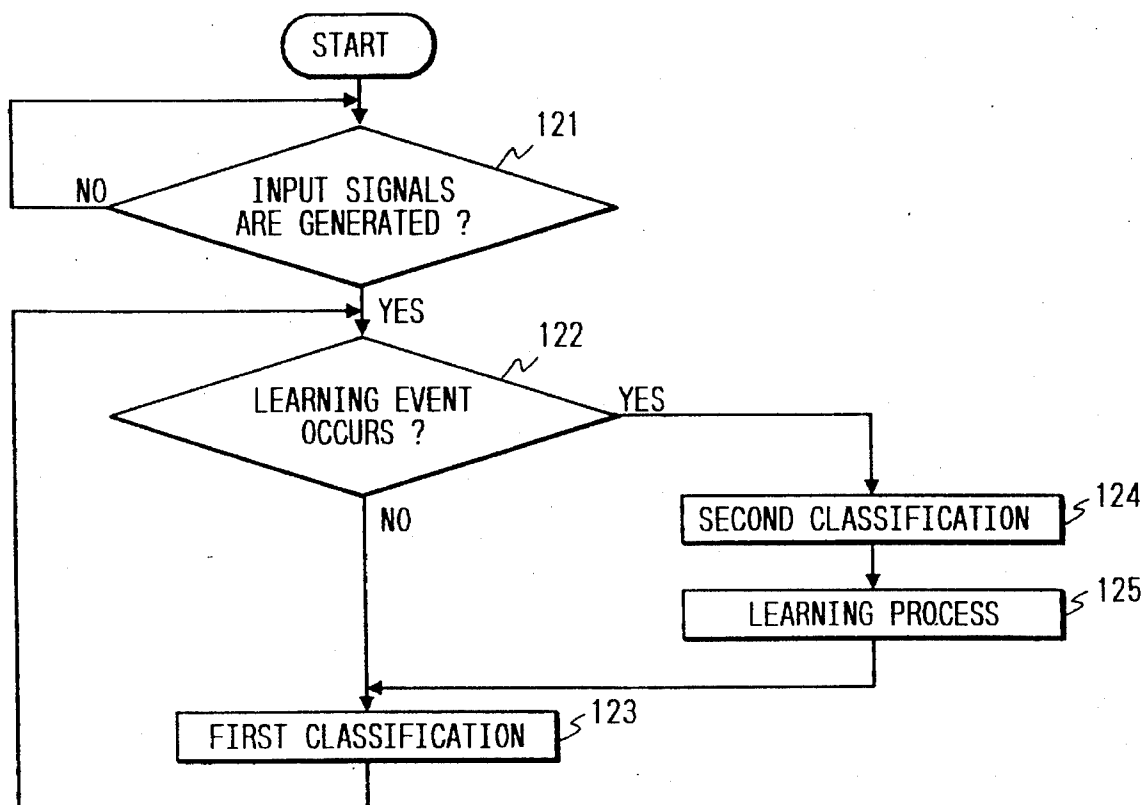 START
121
NO
INPUT SIGNALS
ARE GENERATED ?
YES
122
LEARNING EVENT
OCCURS ?
YES
NO
124
SECOND CLASSIFICATION
125
LEARNING PROCESS
123
FIRST CLASSIFICATION